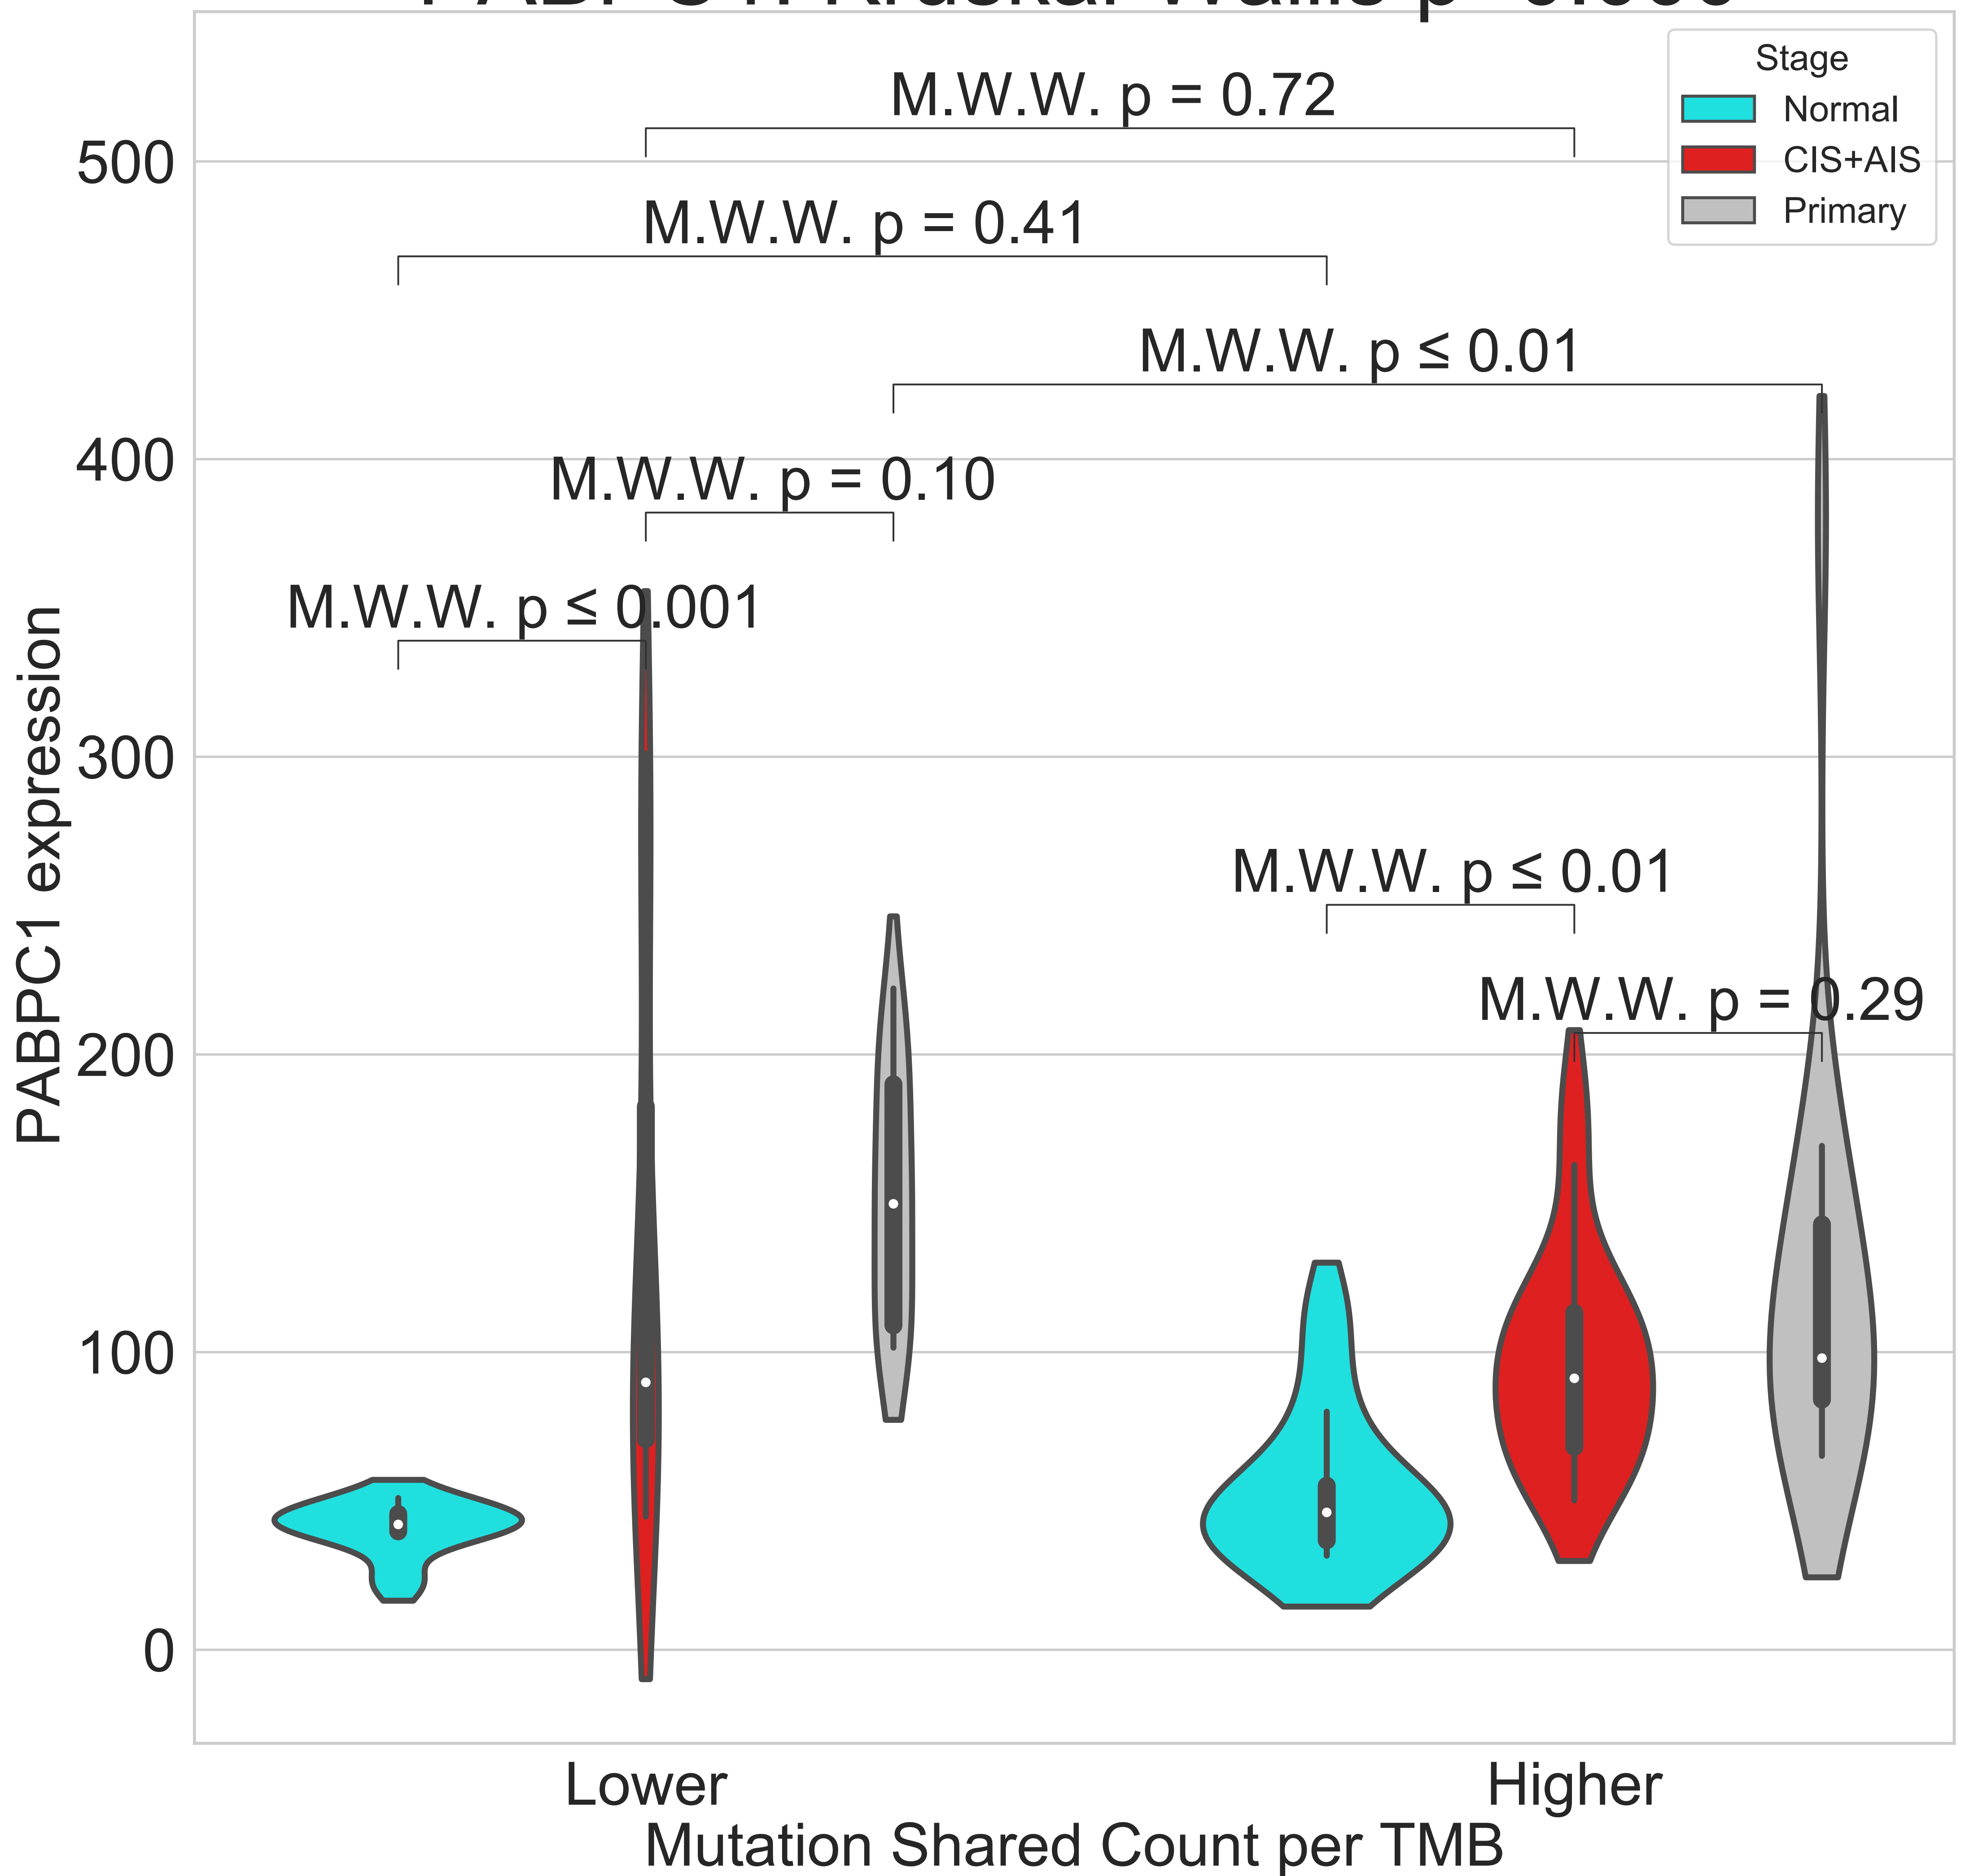 Stage
Normal
CIS+AIS
Primary
M.W.W. p = 0.72
M.W.W. p = 0.41
M.W.W. p ≤ 0.01
M.W.W. p = 0.10
M.W.W. p ≤ 0.001
M.W.W. p ≤ 0.01
M.W.W. p = 0.29
500
400
300
200
100
0
PABPC1 expression
Lower
Higher
Mutation Shared Count per TMB